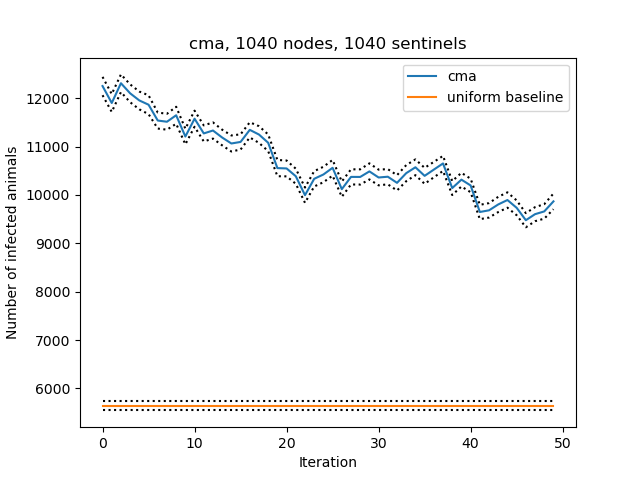 cma, 1040 nodes, 1040 sentinels
cma
uniform baseline
Number of infected animals
12000
11000
10000
9000
8000
7000
6000
0 10 20 30 40 50
Iteration